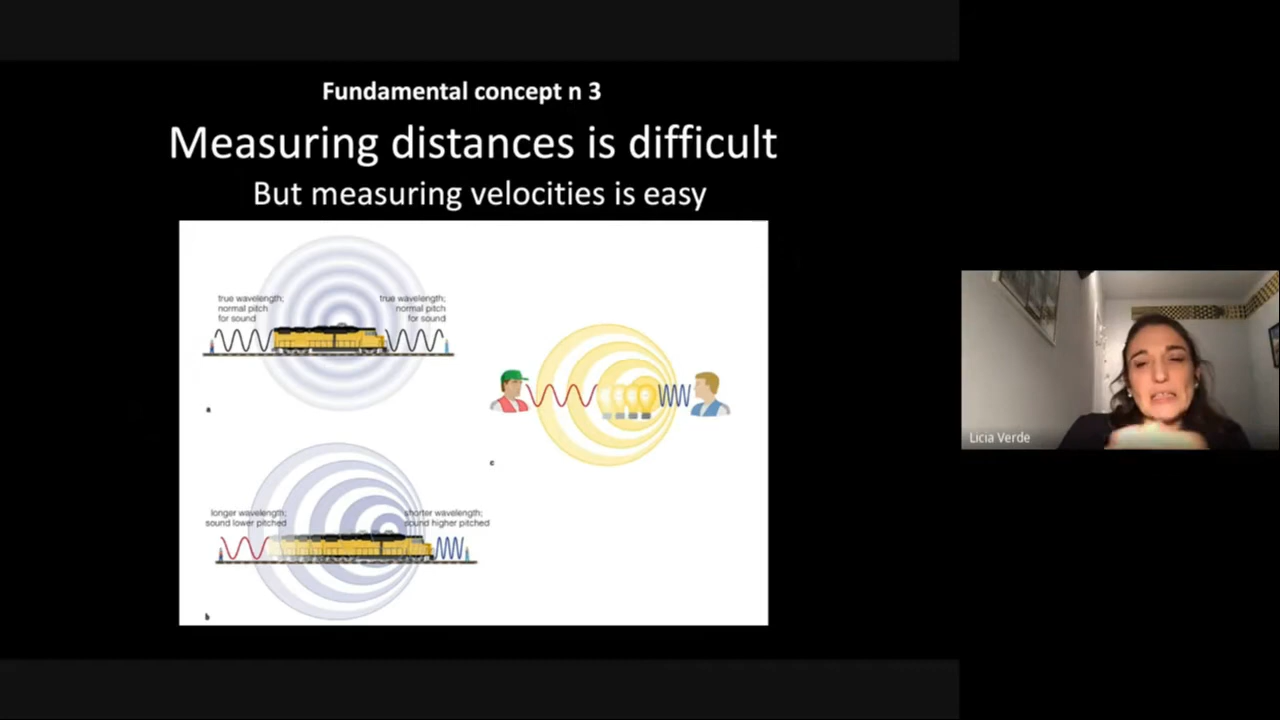 Fundamental concept n 3
Measuring distances is difficult
But measuring velocities is easy
true wavelength;
normal pitch
for sound
true wavelength;
normal pitch
for sound
a
c
longer wavelength;
sound lower pitched
shorter wavelength;
sound higher pitched
b
Licia Verde